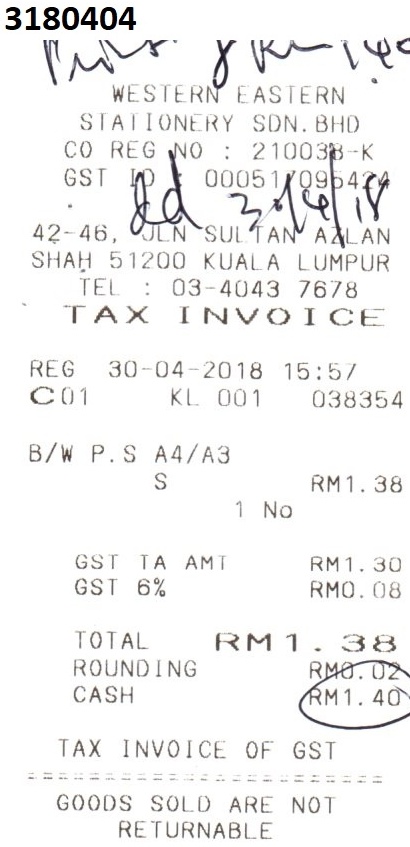 3180404
WESTERN EASTERN
STATIONERY SDN.BHD
CO REG NO : 210038-K
GST ID : 000517095424
30/4/18
42-46, JLN SULTAN AZLAN
SHAH 51200 KUALA LUMPUR
TEL : 03-4043 7678
TAX INVOICE
REG 30-04-2018 15:57
C01 KL 001 038354
B/W P.S A4/A3
S RM1.38
1 No
GST TA AMT RM1.30
GST 6% RM0.08
TOTAL RM1.38
ROUNDING RM0.02
CASH RM1.40
TAX INVOICE OF GST
GOODS SOLD ARE NOT
RETURNABLE